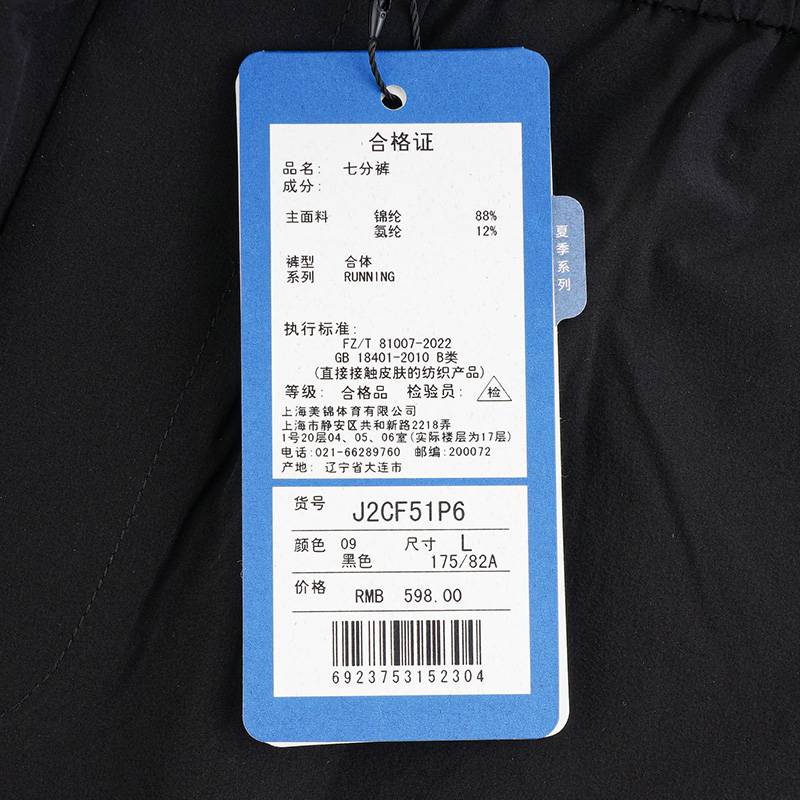 合格证
品名: 七分裤
成分:
主面料 锦纶 88%
氨纶 12%
裤型 合体
系列 RUNNING
执行标准:
FZ/T 81007-2022
GB 18401-2010 B类
(直接接触皮肤的纺织产品)
等级: 合格品 检验员: 检
上海美锦体育有限公司
上海市静安区共和新路2218弄
1号20层04、05、06室(实际楼层为17层)
电话:021-66289760 邮编:200072
产地: 辽宁省大连市
夏季系列
货号 J2CF51P6
颜色 09 尺寸 L
黑色 175/82A
价格 RMB 598.00
6923753152304